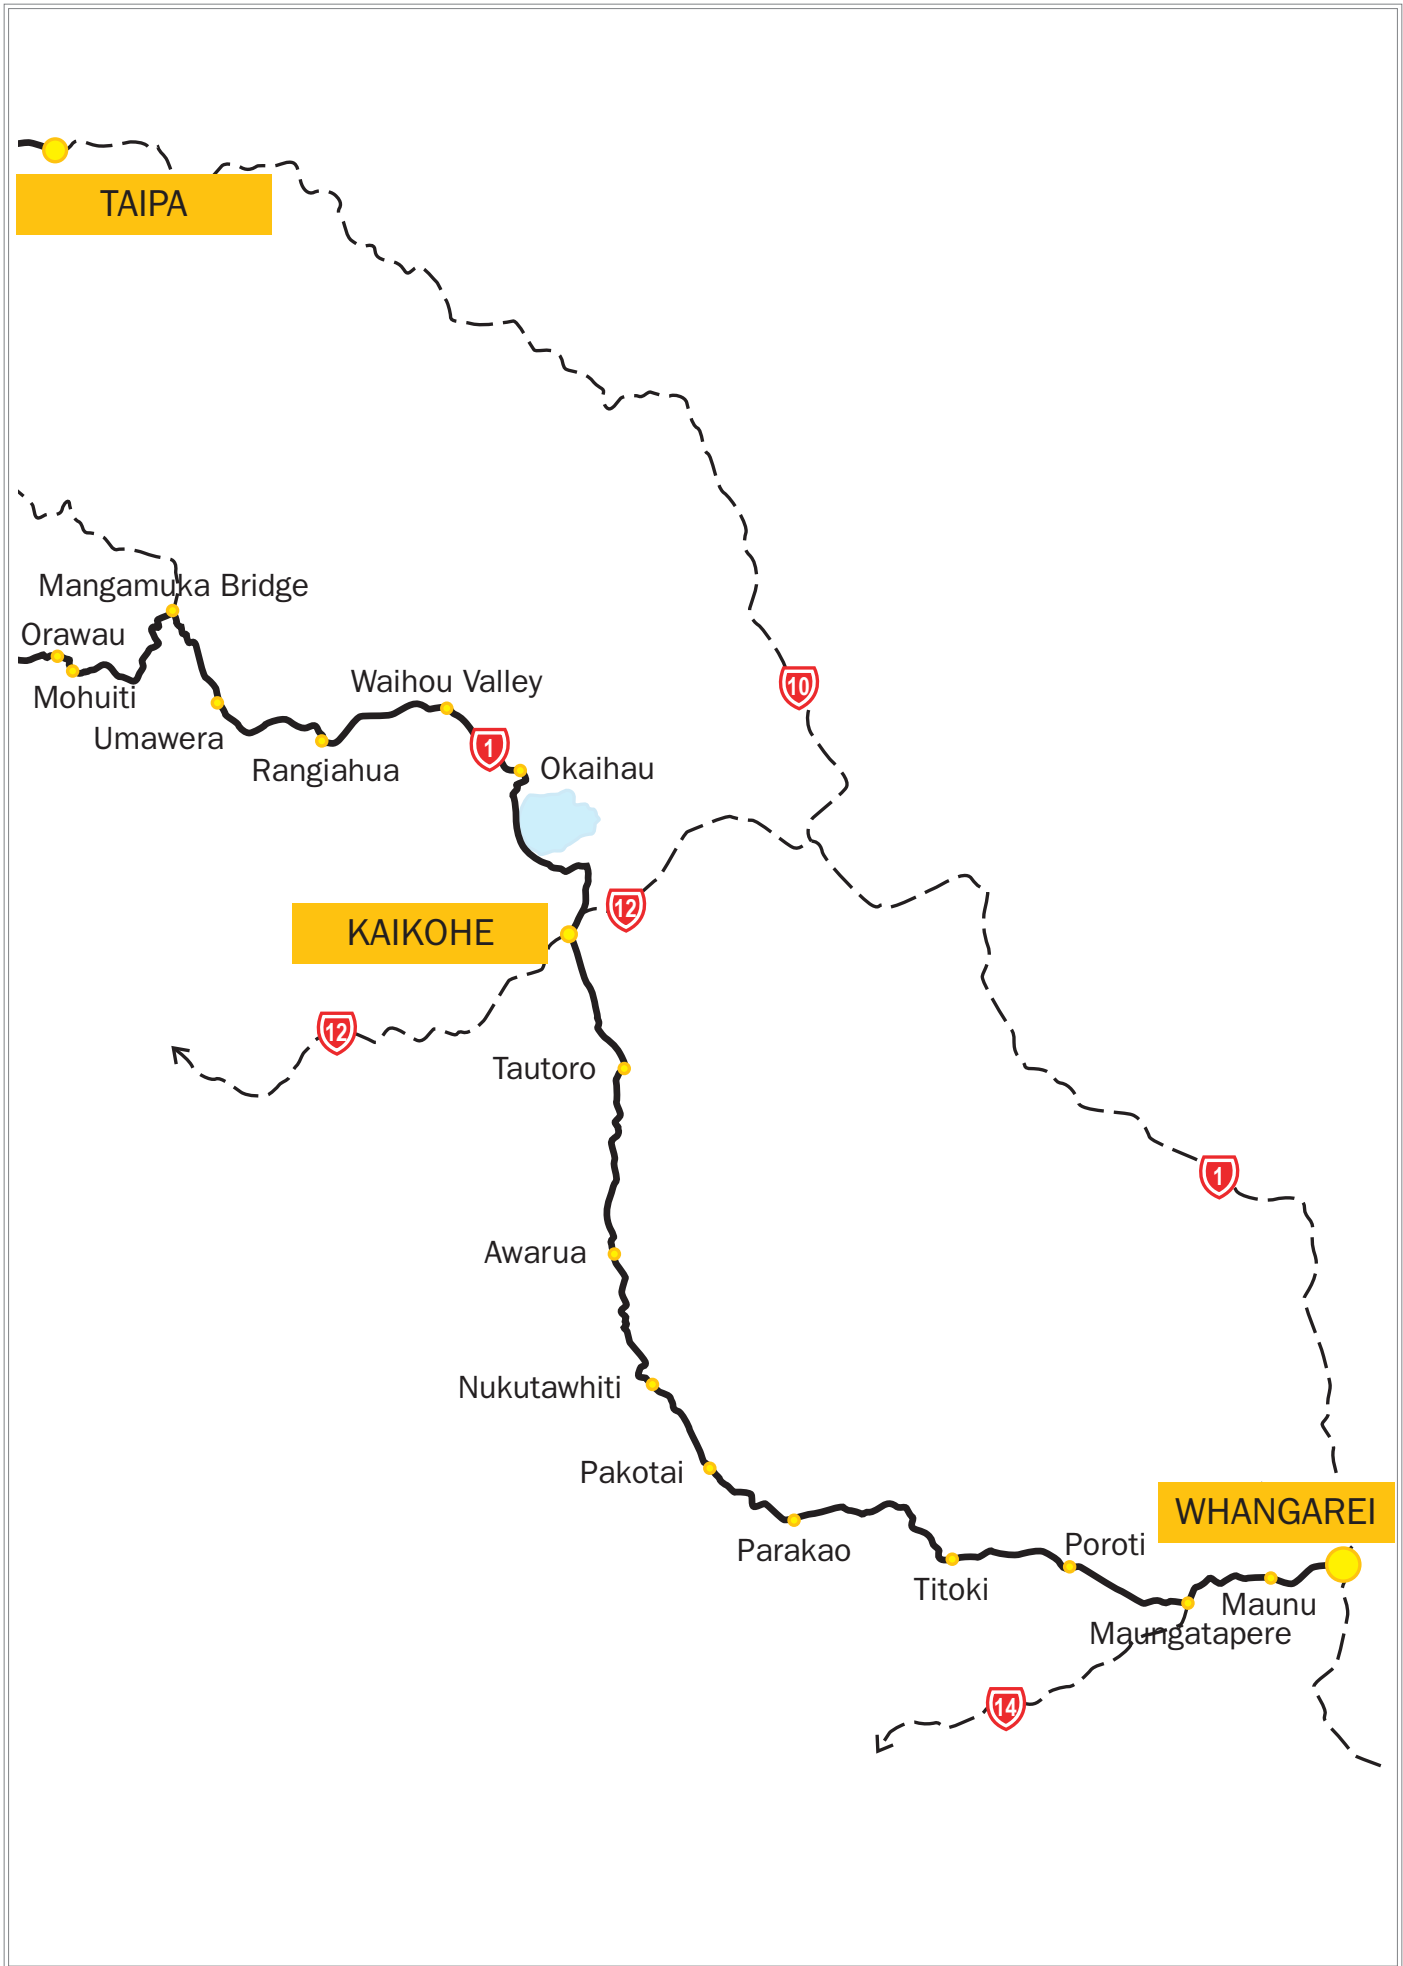 TAIPA
Mangamuka Bridge
Orawau
Mohuiti
Umawera
Waihou Valley
10
1
Rangiahua
Okaihau
12
KAIKOHE
12
Tautoro
1
Awarua
Nukutawhiti
Pakotai
WHANGAREI
Parakao
Poroti
Titoki
Maunu
Maungatapere
14